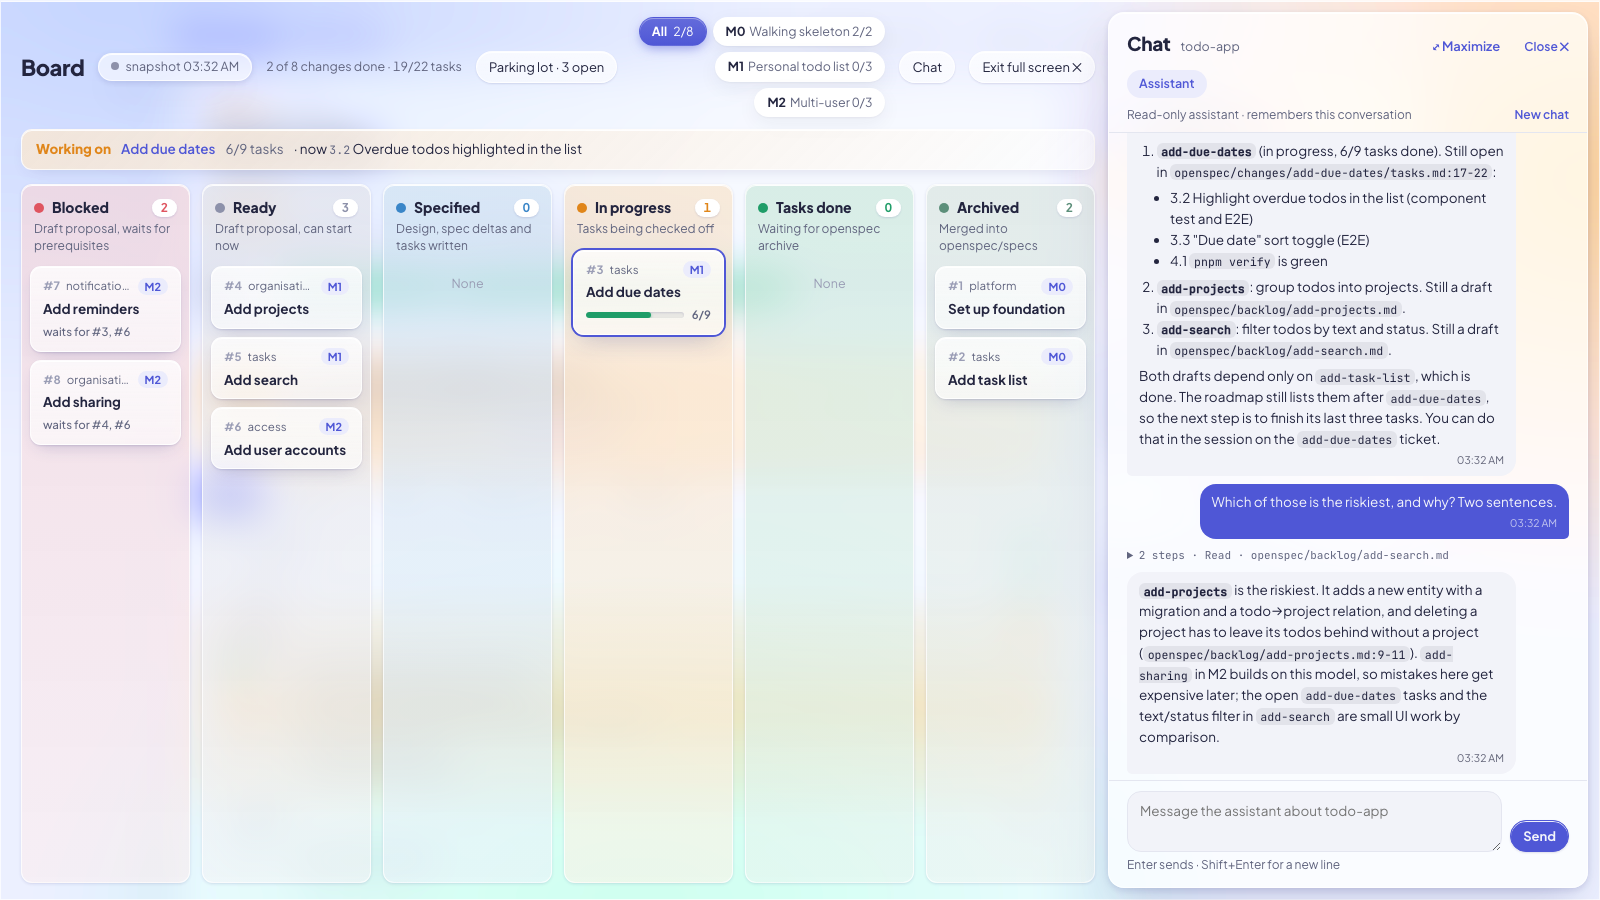 Board
snapshot 03:32 AM
2 of 8 changes done · 19/22 tasks
Parking lot · 3 open
All 2/8
M0 Walking skeleton 2/2
M1 Personal todo list 0/3
M2 Multi-user 0/3
Chat
Exit full screen ×
Working on Add due dates 6/9 tasks · now 3.2 Overdue todos highlighted in the list
Blocked 2
Draft proposal, waits for
prerequisites
#7 notificatio... M2
Add reminders
waits for #3, #6
#8 organisati... M2
Add sharing
waits for #4, #6
Ready 3
Draft proposal, can start
now
#4 organisati... M1
Add projects
#5 tasks M1
Add search
#6 access M2
Add user accounts
Specified 0
Design, spec deltas and
tasks written
None
In progress 1
Tasks being checked off
#3 tasks M1
Add due dates
6/9
Tasks done 0
Waiting for openspec
archive
None
Archived 2
Merged into
openspec/specs
#1 platform M0
Set up foundation
#2 tasks M0
Add task list
Chat todo-app
⤢ Maximize
Close ×
Assistant
Read-only assistant · remembers this conversation
New chat
1. add-due-dates (in progress, 6/9 tasks done). Still open
in openspec/changes/add-due-dates/tasks.md:17-22:
• 3.2 Highlight overdue todos in the list (component
test and E2E)
• 3.3 "Due date" sort toggle (E2E)
• 4.1 pnpm verify is green
2. add-projects: group todos into projects. Still a draft
in openspec/backlog/add-projects.md.
3. add-search: filter todos by text and status. Still a draft
in openspec/backlog/add-search.md.
Both drafts depend only on add-task-list, which is
done. The roadmap still lists them after add-due-dates,
so the next step is to finish its last three tasks. You can do
that in the session on the add-due-dates ticket.
03:32 AM
Which of those is the riskiest, and why? Two sentences.
03:32 AM
▶ 2 steps · Read · openspec/backlog/add-search.md
add-projects is the riskiest. It adds a new entity with a
migration and a todo→project relation, and deleting a
project has to leave its todos behind without a project
(openspec/backlog/add-projects.md:9-11). add-
sharing in M2 builds on this model, so mistakes here get
expensive later; the open add-due-dates tasks and the
text/status filter in add-search are small UI work by
comparison.
03:32 AM
Message the assistant about todo-app
Send
Enter sends · Shift+Enter for a new line